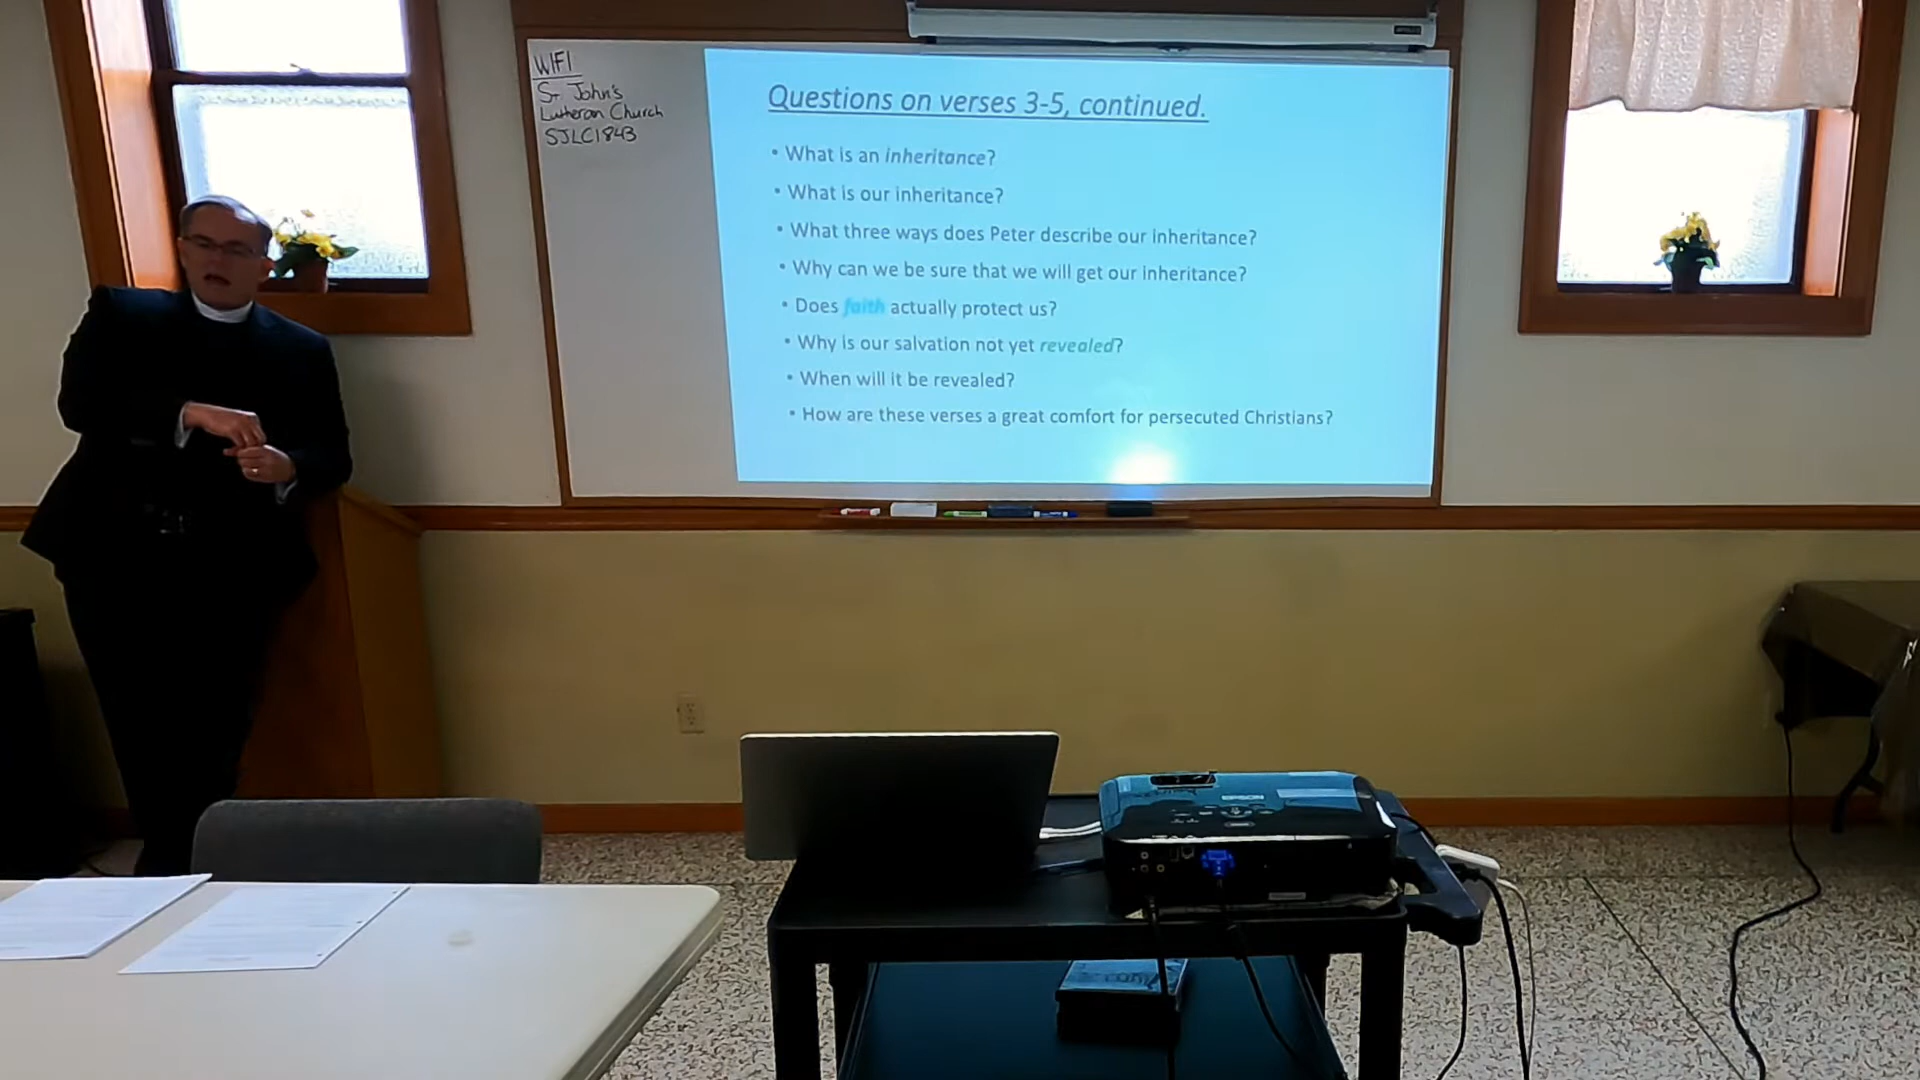 WIFI
St. John's
Lutheran Church
SJLC1843
Questions on verses 3-5, continued.
• What is an inheritance?
• What is our inheritance?
• What three ways does Peter describe our inheritance?
• Why can we be sure that we will get our inheritance?
• Does faith actually protect us?
• Why is our salvation not yet revealed?
• When will it be revealed?
• How are these verses a great comfort for persecuted Christians?
EPSON